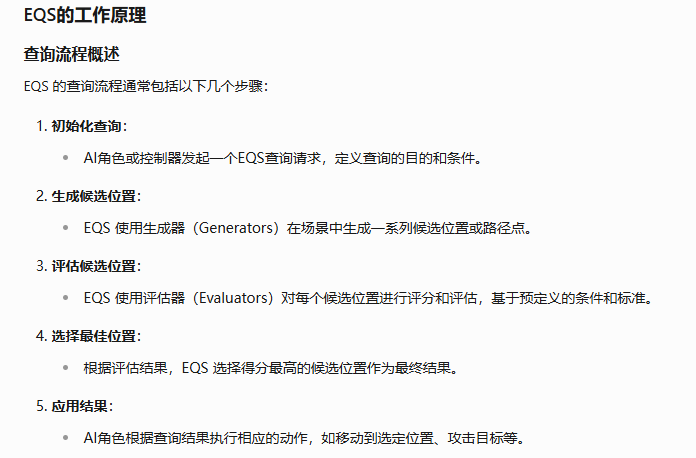 EQS的工作原理
查询流程概述
EQS 的查询流程通常包括以下几个步骤：
1. 初始化查询：
• AI角色或控制器发起一个EQS查询请求，定义查询的目的和条件。
2. 生成候选位置：
• EQS 使用生成器（Generators）在场景中生成一系列候选位置或路径点。
3. 评估候选位置：
• EQS 使用评估器（Evaluators）对每个候选位置进行评分和评估，基于预定义的条件和标准。
4. 选择最佳位置：
• 根据评估结果，EQS 选择得分最高的候选位置作为最终结果。
5. 应用结果：
• AI角色根据查询结果执行相应的动作，如移动到选定位置、攻击目标等。